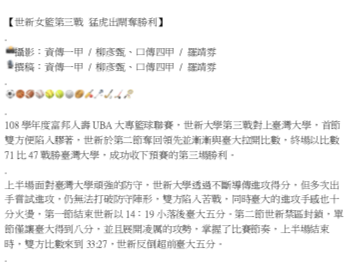 【世新女籃第三戰 猛虎出閘奪勝利】
.
攝影:資傳一甲 / 柳彥甄、口傳四甲 / 羅靖雰
撰稿:資傳一甲 / 柳彥甄、口傳四甲 / 羅靖雰
.
.
108 學年度富邦人壽 UBA 大專籃球聯賽,世新大學第三戰對上臺灣大學,首節
雙方便陷入膠著,世新於第二節奪回領先並漸漸與臺大拉開比數,終場以比數
71 比 47 戰勝臺灣大學,成功收下預賽的第三場勝利。
.
上半場面對臺灣大學頑強的防守,世新大學透過不斷導傳進攻得分,但多次出
手嘗試進攻,仍無法打破防守陣形,雙方陷入苦戰,同時臺大的進攻手感也十
分火燙,第一節結束世新以 14:19 小落後臺大五分。第二節世新禁區封鎖,單
節僅讓臺大得到八分,並且展開凌厲的攻勢,掌握了比賽節奏,上半場結束
時,雙方比數來到 33:27,世新反倒超前臺大五分。
.